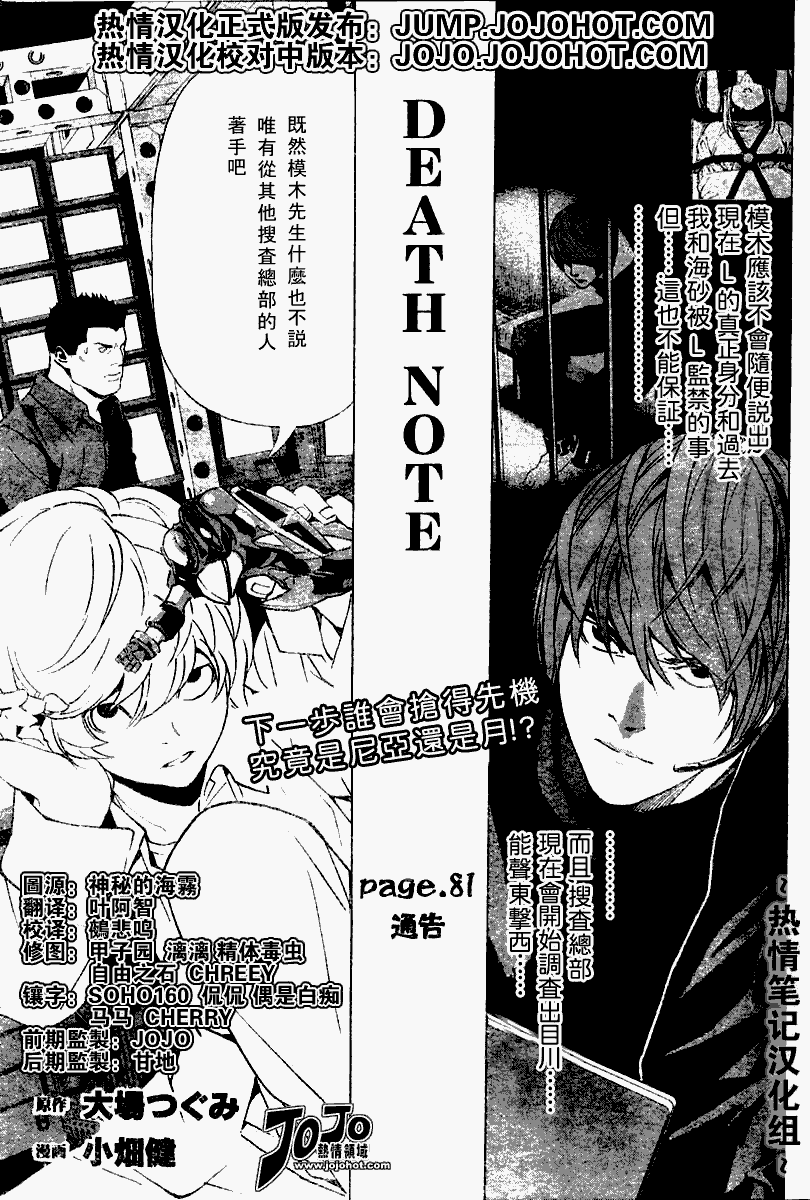 热情汉化正式版发布：JUMP.JOJOHOT.COM
热情汉化校对中版本：JOJO.JOJOHOT.COM
模木應該不會隨便說出
現在L的真正身分和過去
我和海砂被L監禁的事
但……這也不能保証……
………………
DEATH NOTE
既然模木先生什麼也不說
唯有從其他搜查總部的人
著手吧
下一步誰會搶得先機
究竟是尼亞還是月!?
…………
而且搜查總部
現在會開始調查出目川……
能聲東擊西……
page.81
通告
圖源：神秘的海霧
翻译：叶阿智
校译：鵺悲鸣
修图：甲子园 漓漓 精体毒虫
自由之石 CHREEY
镶字：SOHO160 侃侃 偶是白痴
马马 CHERRY
前期監製：JOJO
后期監製：甘地
原作 大場つぐみ
漫画 小畑健
JOJO
熱情領域
www.jojohot.com
~热情笔记汉化组~